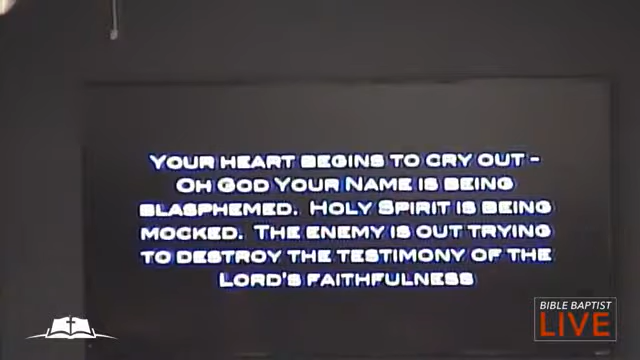 YOUR HEART BEGINS TO CRY OUT -
OH GOD YOUR NAME IS BEING
BLASPHEMED. HOLY SPIRIT IS BEING
MOCKED. THE ENEMY IS OUT TRYING
TO DESTROY THE TESTIMONY OF THE
LORD'S FAITHFULNESS
BIBLE BAPTIST
LIVE